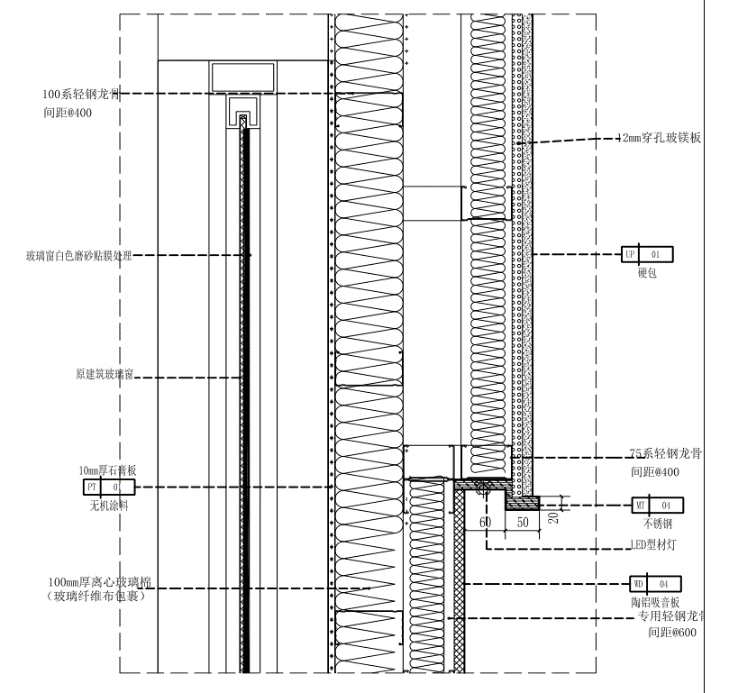 100系轻钢龙骨
间距@400
12mm穿孔玻镁板
玻璃窗白色磨砂贴膜处理
UP 01
硬包
原建筑玻璃窗
75系轻钢龙骨
间距@400
10mm厚石膏板
PT 0
无机涂料
60 50 20
MT 04
不锈钢
LED型材灯
100mm厚离心玻璃棉
（玻璃纤维布包裹）
WD 04
陶铝吸音板
专用轻钢龙骨
间距@600